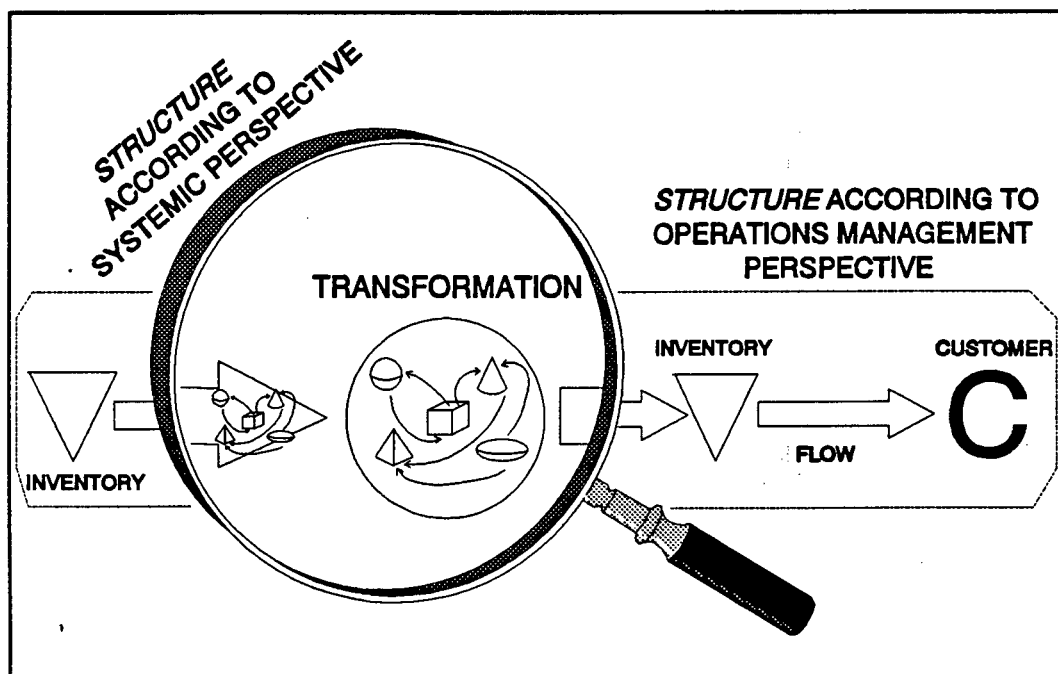 STRUCTURE
ACCORDING TO
SYSTEMIC PERSPECTIVE
STRUCTURE ACCORDING TO
OPERATIONS MANAGEMENT
PERSPECTIVE
TRANSFORMATION
INVENTORY
CUSTOMER
C
FLOW
INVENTORY